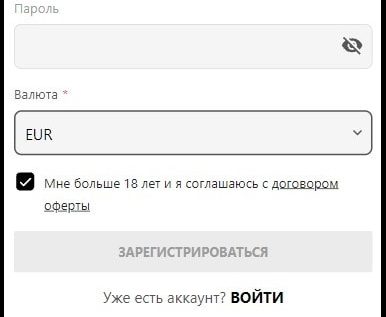 Пароль
Валюта *
EUR
Мне больше 18 лет и я соглашаюсь с договором
оферты
ЗАРЕГИСТРИРОВАТЬСЯ
Уже есть аккаунт? ВОЙТИ